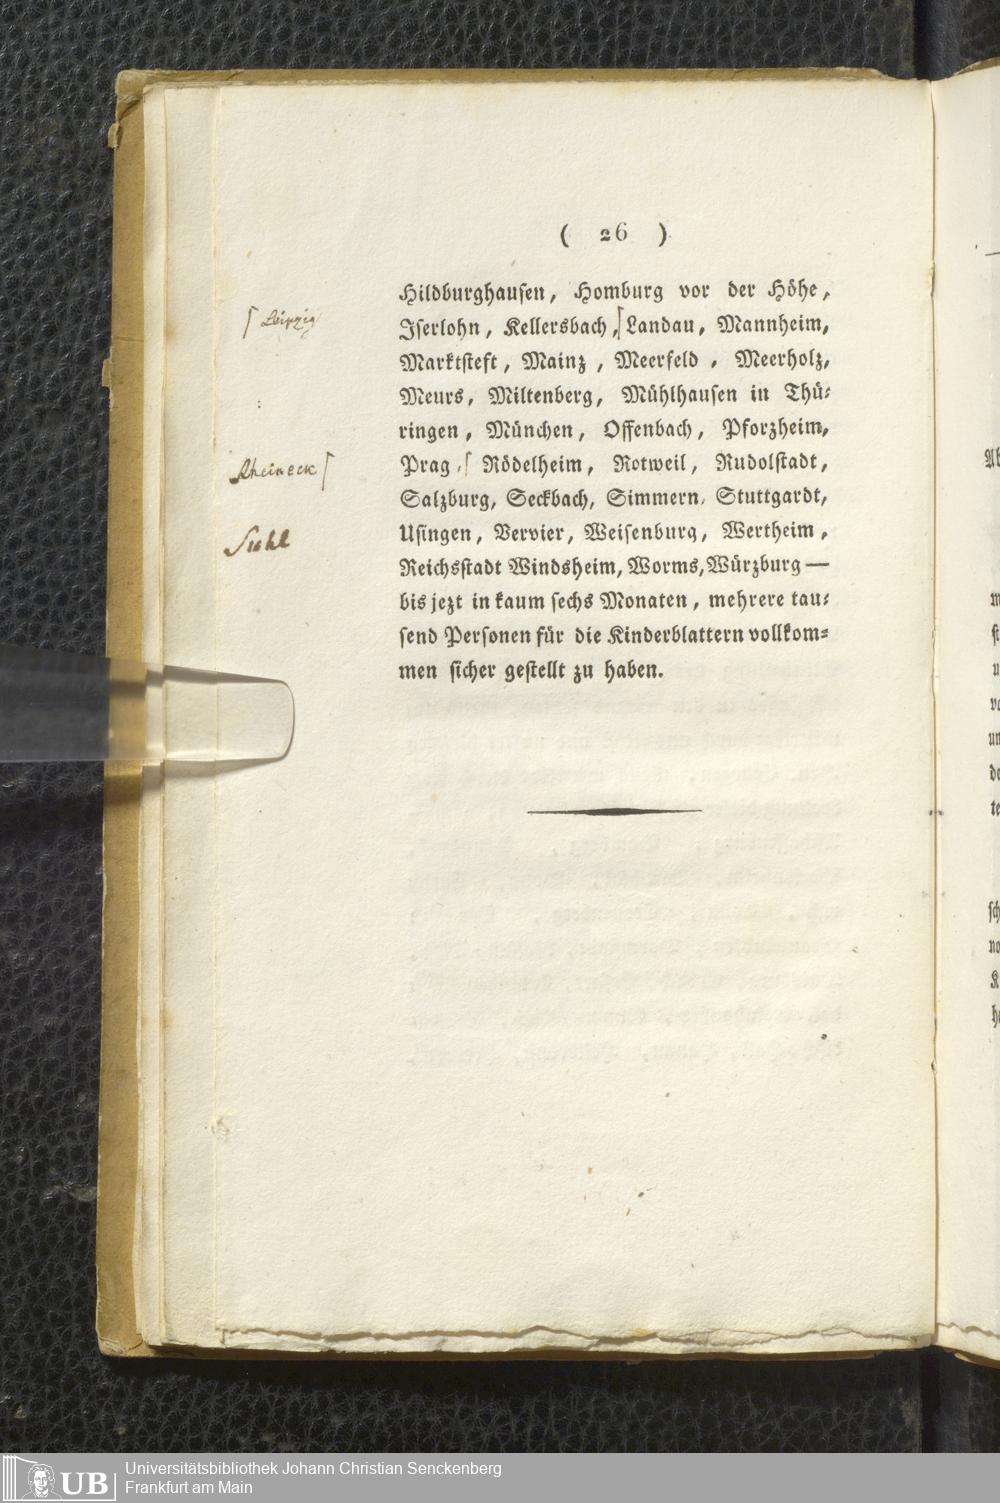 ( 26 )
Hildburghausen, Homburg vor der Höhe,
⌈ Leipzig
Iserlohn, Kellersbach,⌈Landau, Mannheim,
Marktsteft, Mainz, Meerfeld, Meerholz,
Meurs, Miltenberg, Mühlhausen in Thü-
ringen, München, Offenbach, Pforzheim,
Rheineck ⌈
Prag,⌈ Rödelheim, Rotweil, Rudolstadt,
Salzburg, Seckbach, Simmern, Stuttgardt,
Suhl
Usingen, Vervier, Weisenburg, Wertheim,
Reichsstadt Windsheim, Worms, Würzburg —
bis jezt in kaum sechs Monaten, mehrere tau-
send Personen für die Kinderblattern vollkom-
men sicher gestellt zu haben.
UB
Universitätsbibliothek Johann Christian Senckenberg
Frankfurt am Main